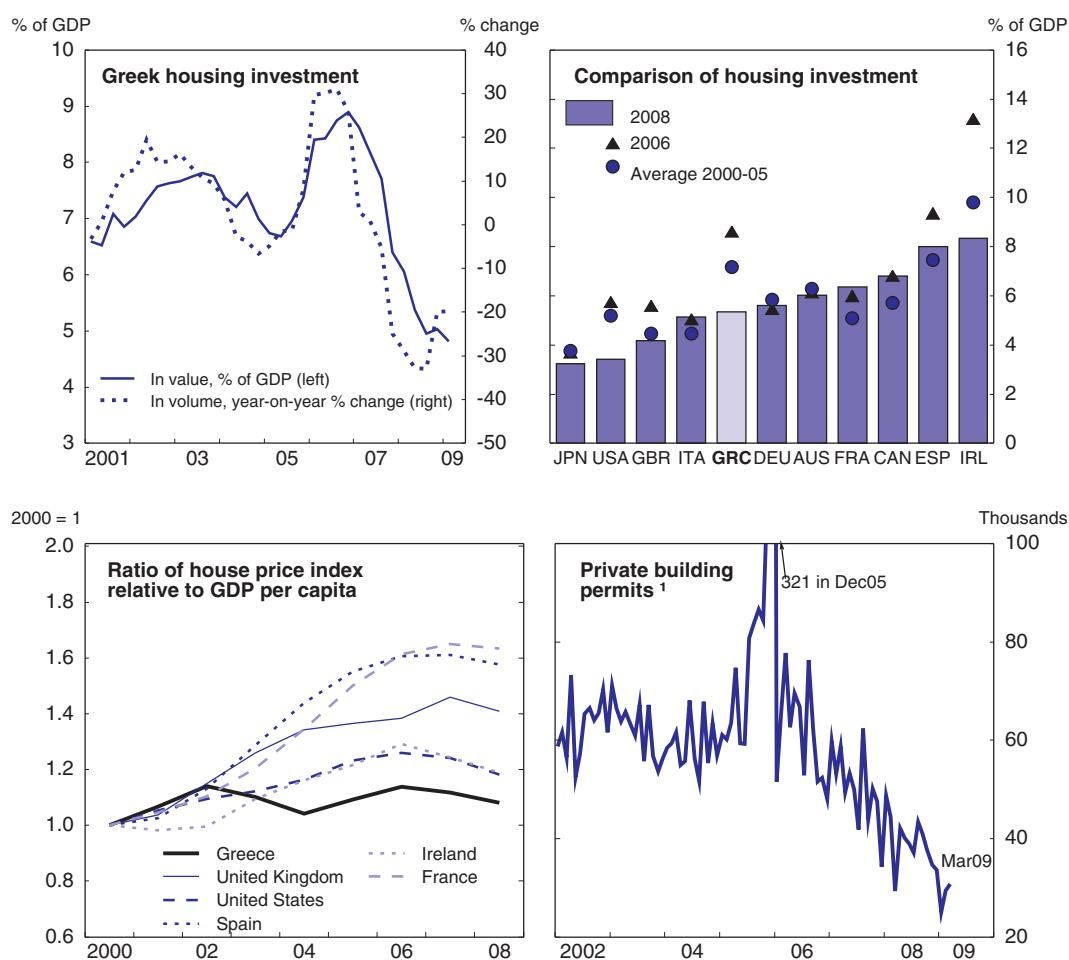 % of GDP
% change
10
40
Greek housing investment
9
30
20
8
10
7
0
6
-10
-20
5
-30
In value, % of GDP (left)
4
In volume, year-on-year % change (right)
-40
3
-50
2001 03 05 07 09
% of GDP
16
Comparison of housing investment
14
2008
2006
12
Average 2000-05
10
8
6
4
2
0
JPN USA GBR ITA GRC DEU AUS FRA CAN ESP IRL
2000 = 1
2.0
Ratio of house price index
relative to GDP per capita
1.8
1.6
1.4
1.2
1.0
Greece
Ireland
United Kingdom
France
0.8
United States
Spain
0.6
2000 02 04 06 08
Thousands
100
Private building
permits ¹
321 in Dec05
80
60
40
Mar09
20
2002 04 06 08 09